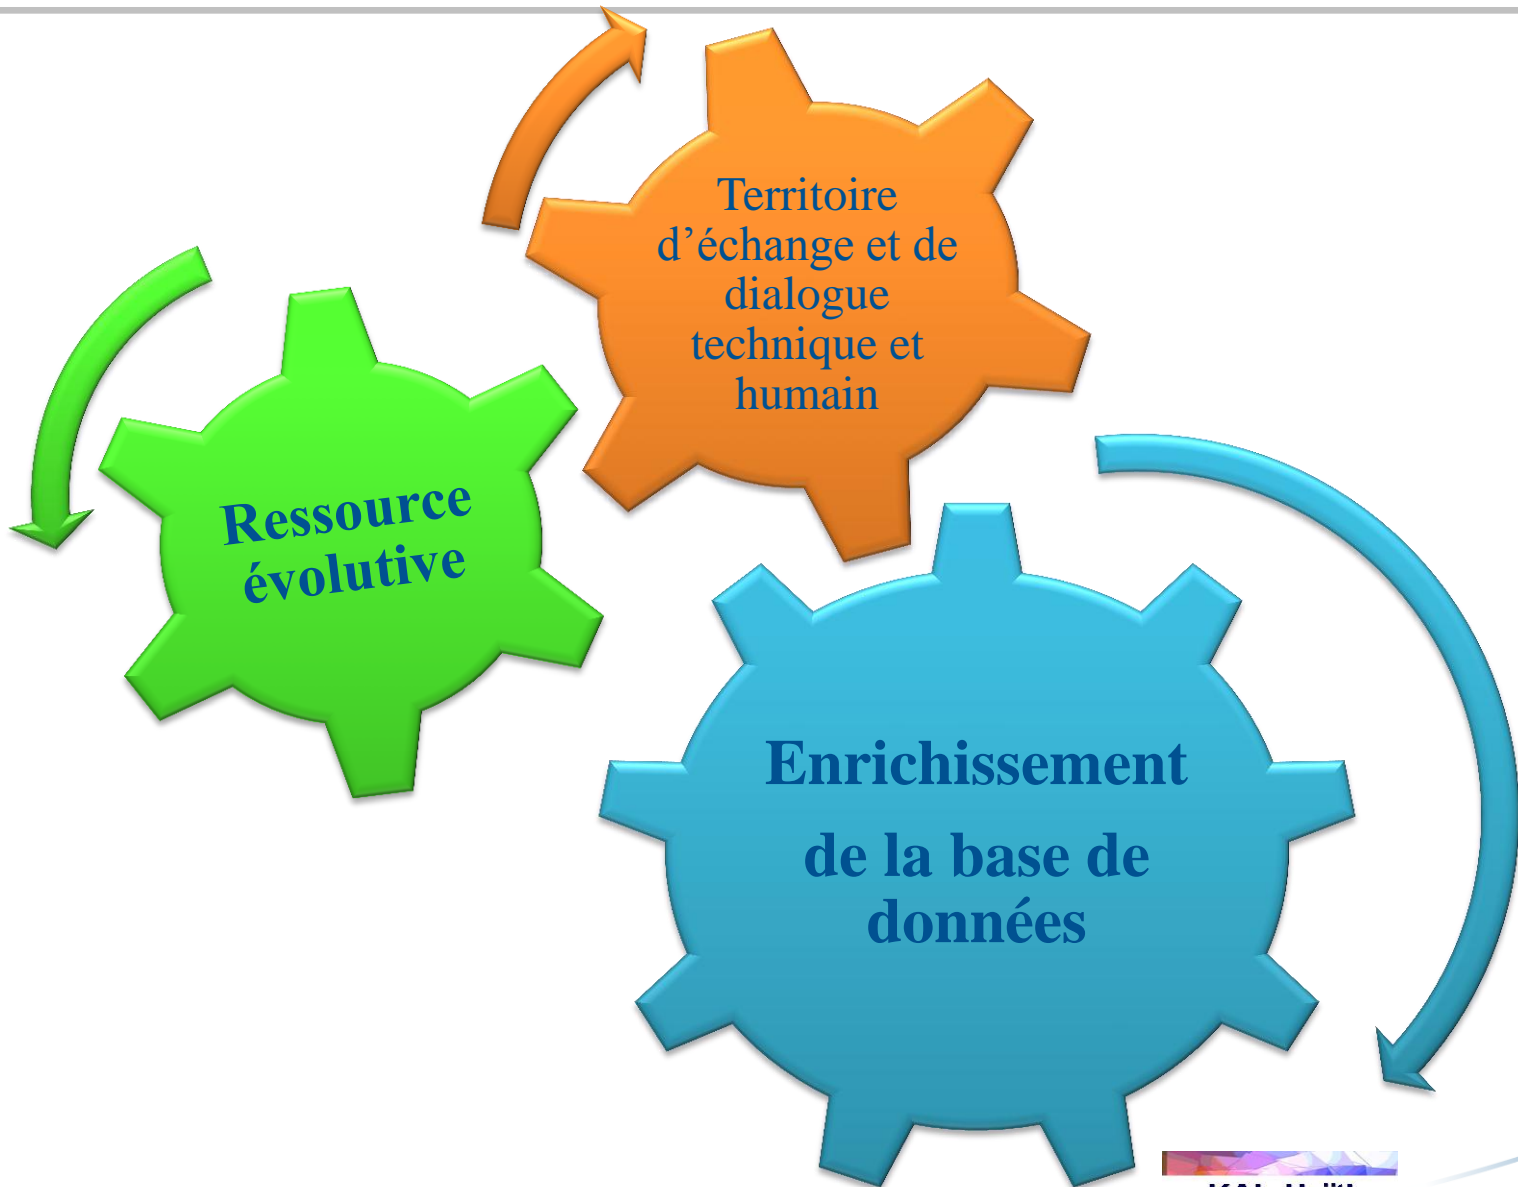 Territoire
d’échange et de
dialogue
technique et
humain
Ressource
évolutive
Enrichissement
de la base de
données